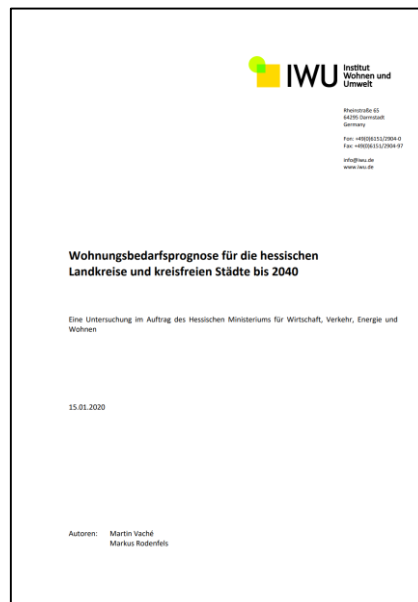 IWU Institut
Wohnen und
Umwelt
Rheinstraße 65
64295 Darmstadt
Germany
Fon: +49(0)6151/2904-0
Fax: +49(0)6151/2904-97
info@iwu.de
www.iwu.de
Wohnungsbedarfsprognose für die hessischen
Landkreise und kreisfreien Städte bis 2040
Eine Untersuchung im Auftrag des Hessischen Ministeriums für Wirtschaft, Verkehr, Energie und
Wohnen
15.01.2020
Autoren: Martin Vaché
Markus Rodenfels